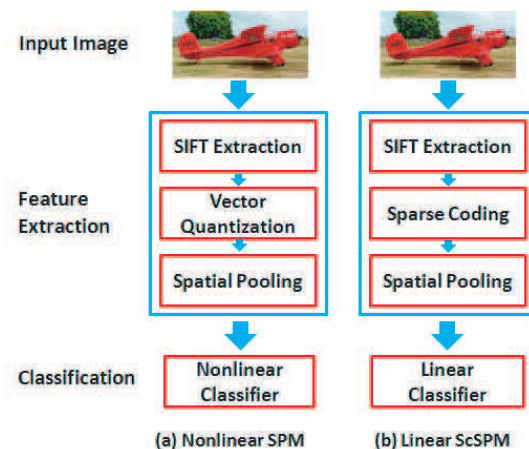 Input Image
SIFT Extraction
SIFT Extraction
Feature
Extraction
Vector
Quantization
Sparse Coding
Spatial Pooling
Spatial Pooling
Classification
Nonlinear
Classifier
Linear
Classifier
(a) Nonlinear SPM
(b) Linear ScSPM